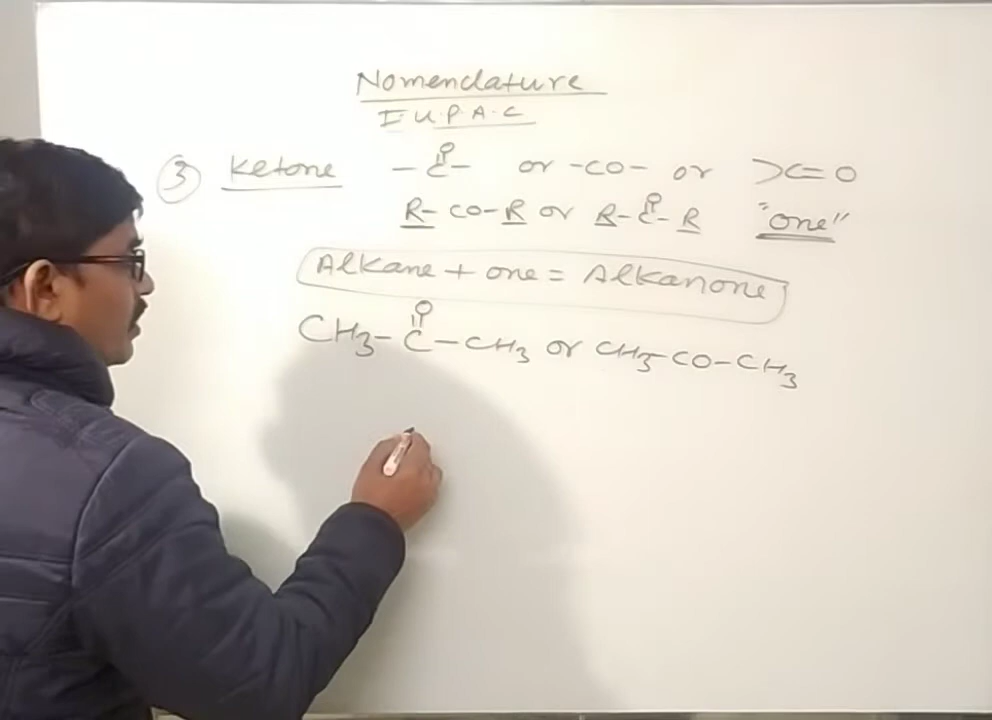 Nomenclature
I.U.P.A.C
③ Ketone -C(=O)- or -CO- or >C=O
R-CO-R or R-C(=O)-R "one"
Alkane + one = Alkanone
CH₃-C(=O)-CH₃ or CH₃-CO-CH₃